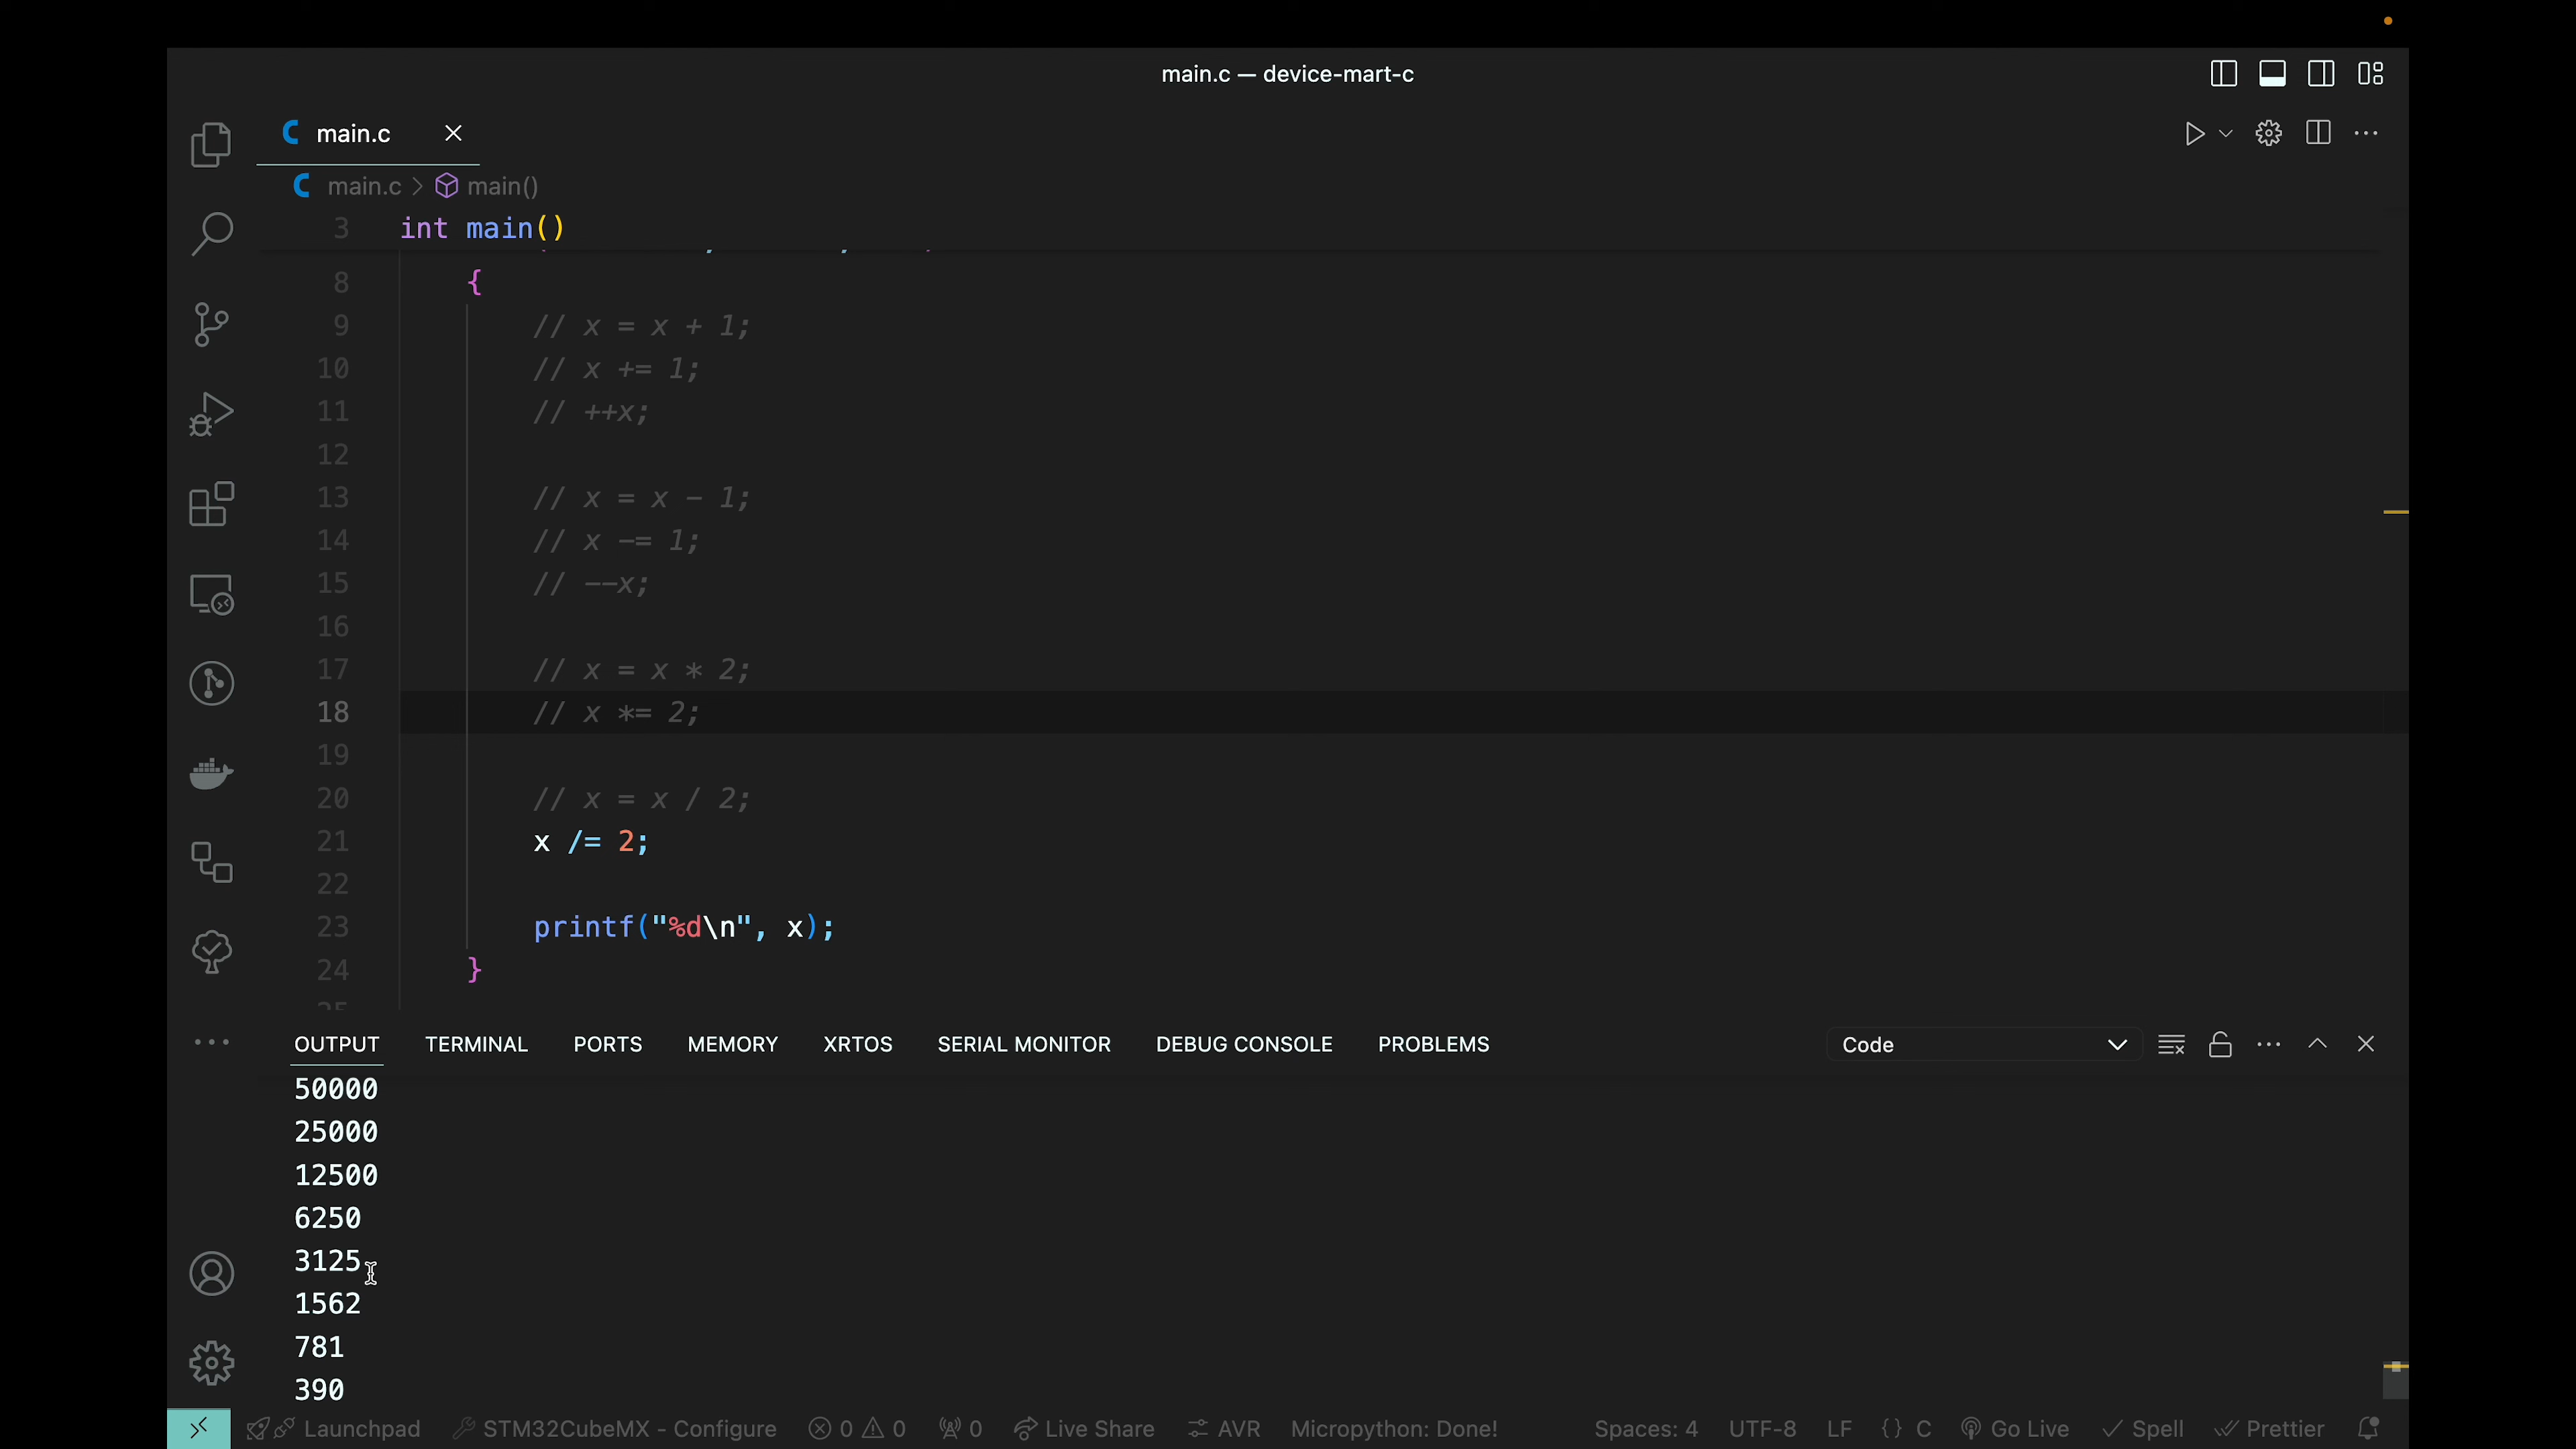 main.c — device-mart-c
main.c
main.c > main()
3 int main()
8 {
9 // x = x + 1;
10 // x += 1;
11 // ++x;
12
13 // x = x - 1;
14 // x -= 1;
15 // --x;
16
17 // x = x * 2;
18 // x *= 2;
19
20 // x = x / 2;
21 x /= 2;
22
23 printf("%d\n", x);
24 }
25
OUTPUT TERMINAL PORTS MEMORY XRTOS SERIAL MONITOR DEBUG CONSOLE PROBLEMS Code
50000
25000
12500
6250
3125
1562
781
390
Launchpad STM32CubeMX - Configure 0 0 0 Live Share AVR Micropython: Done! Spaces: 4 UTF-8 LF {} C Go Live Spell Prettier